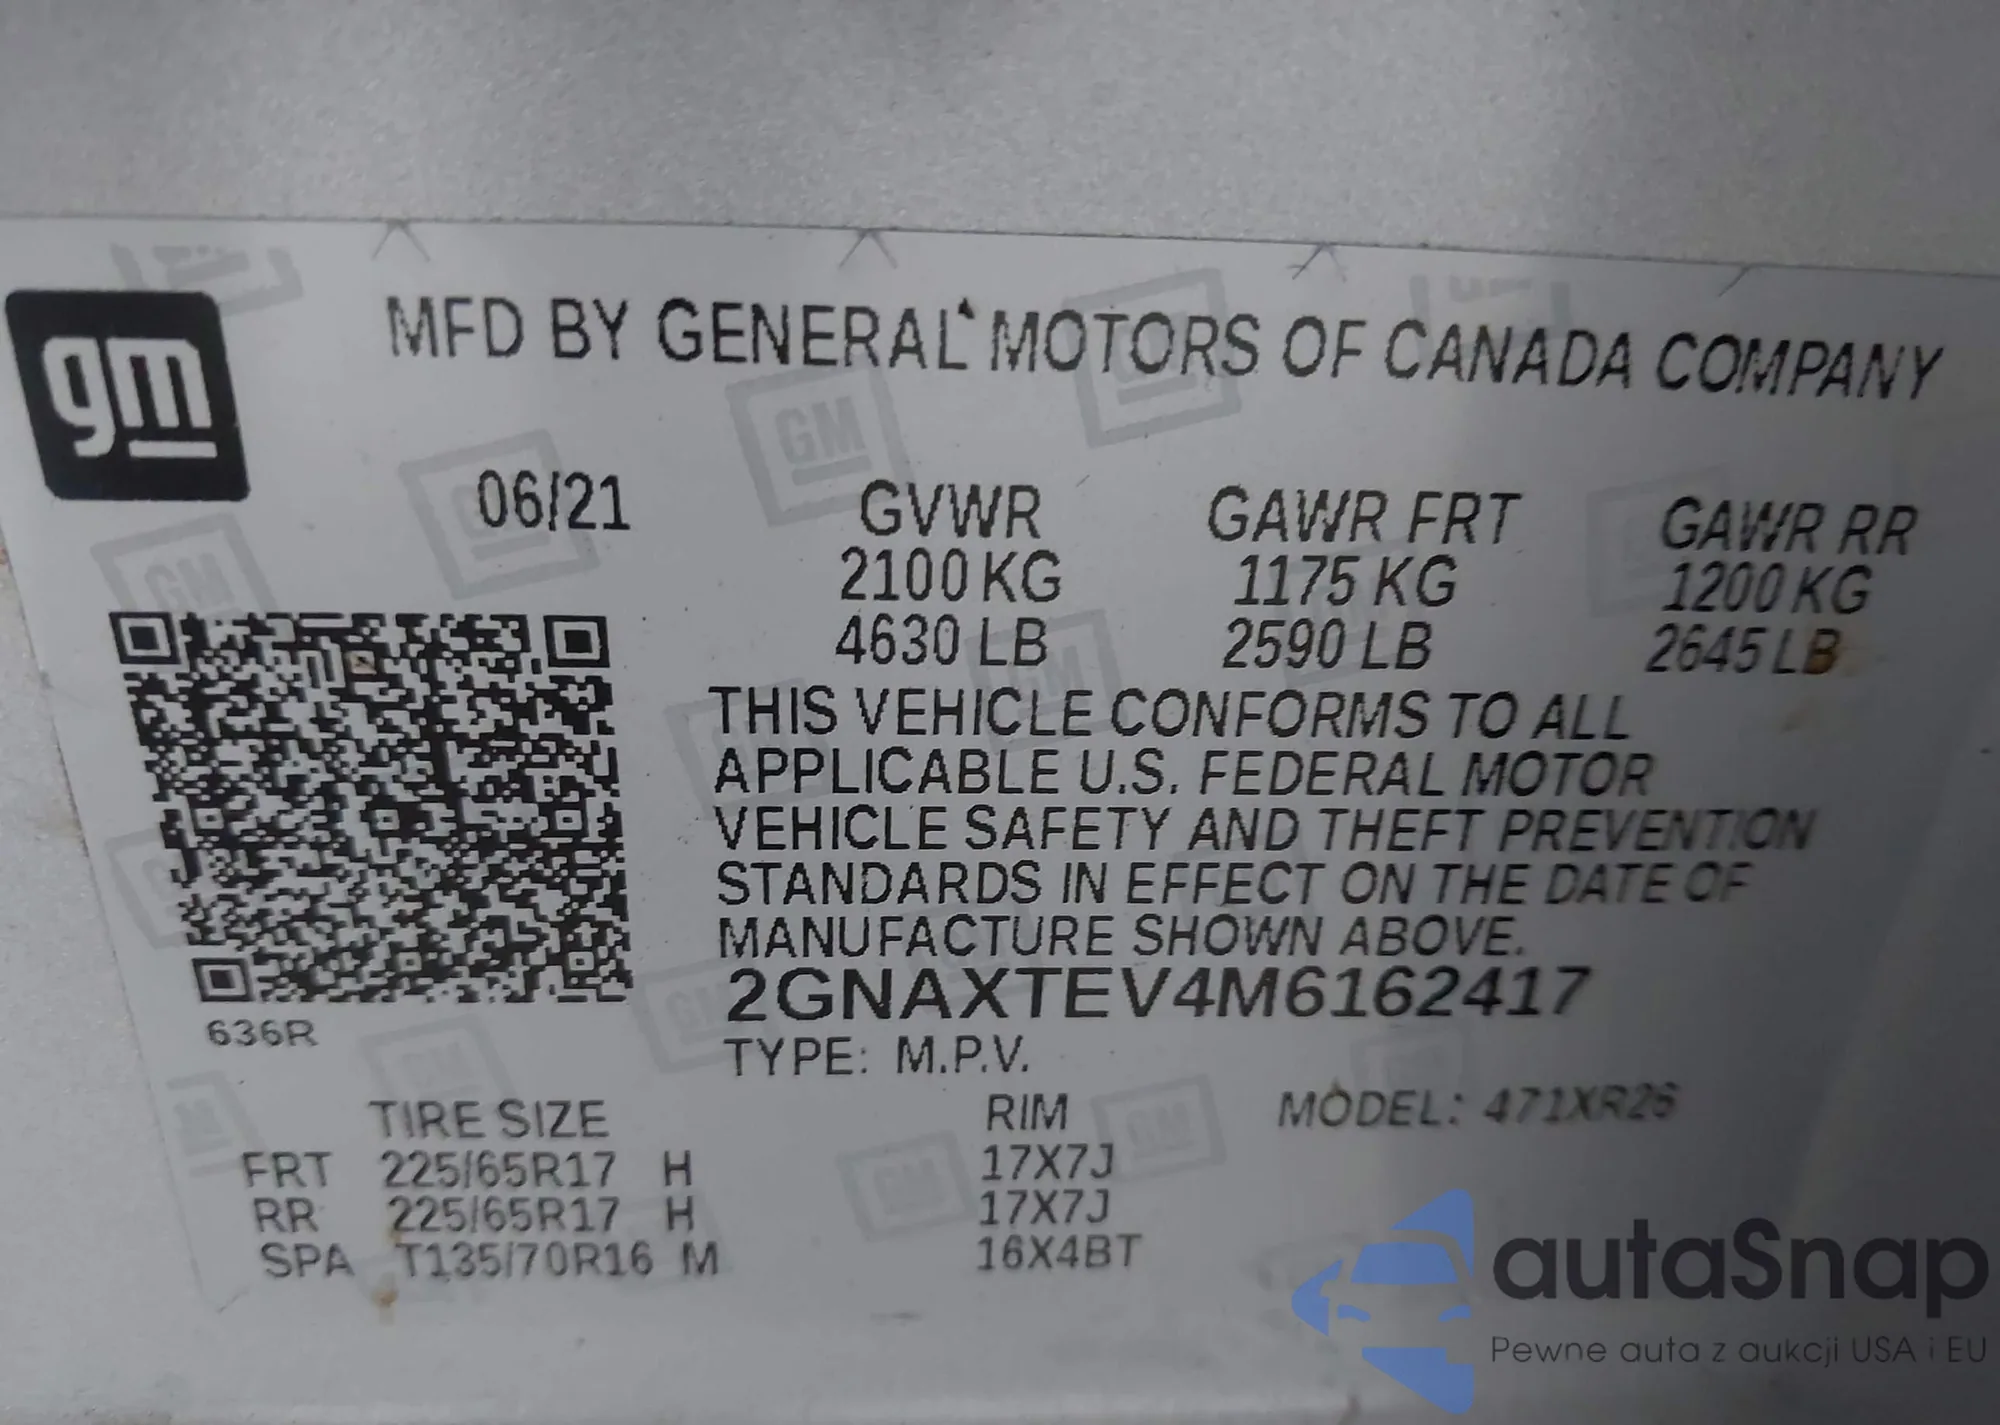 gm
MFD BY GENERAL MOTORS OF CANADA COMPANY
06/21
GVWR GAWR FRT GAWR RR
2100 KG 1175 KG 1200 KG
4630 LB 2590 LB 2645 LB
THIS VEHICLE CONFORMS TO ALL
APPLICABLE U.S. FEDERAL MOTOR
VEHICLE SAFETY AND THEFT PREVENTION
STANDARDS IN EFFECT ON THE DATE OF
MANUFACTURE SHOWN ABOVE.
2GNAXTEV4M6162417
636R
TYPE: M.P.V.
TIRE SIZE RIM MODEL: 471XR26
FRT 225/65R17 H 17X7J
RR 225/65R17 H 17X7J
SPA T135/70R16 M 16X4BT
autaSnap
Pewne auta z aukcji USA i EU